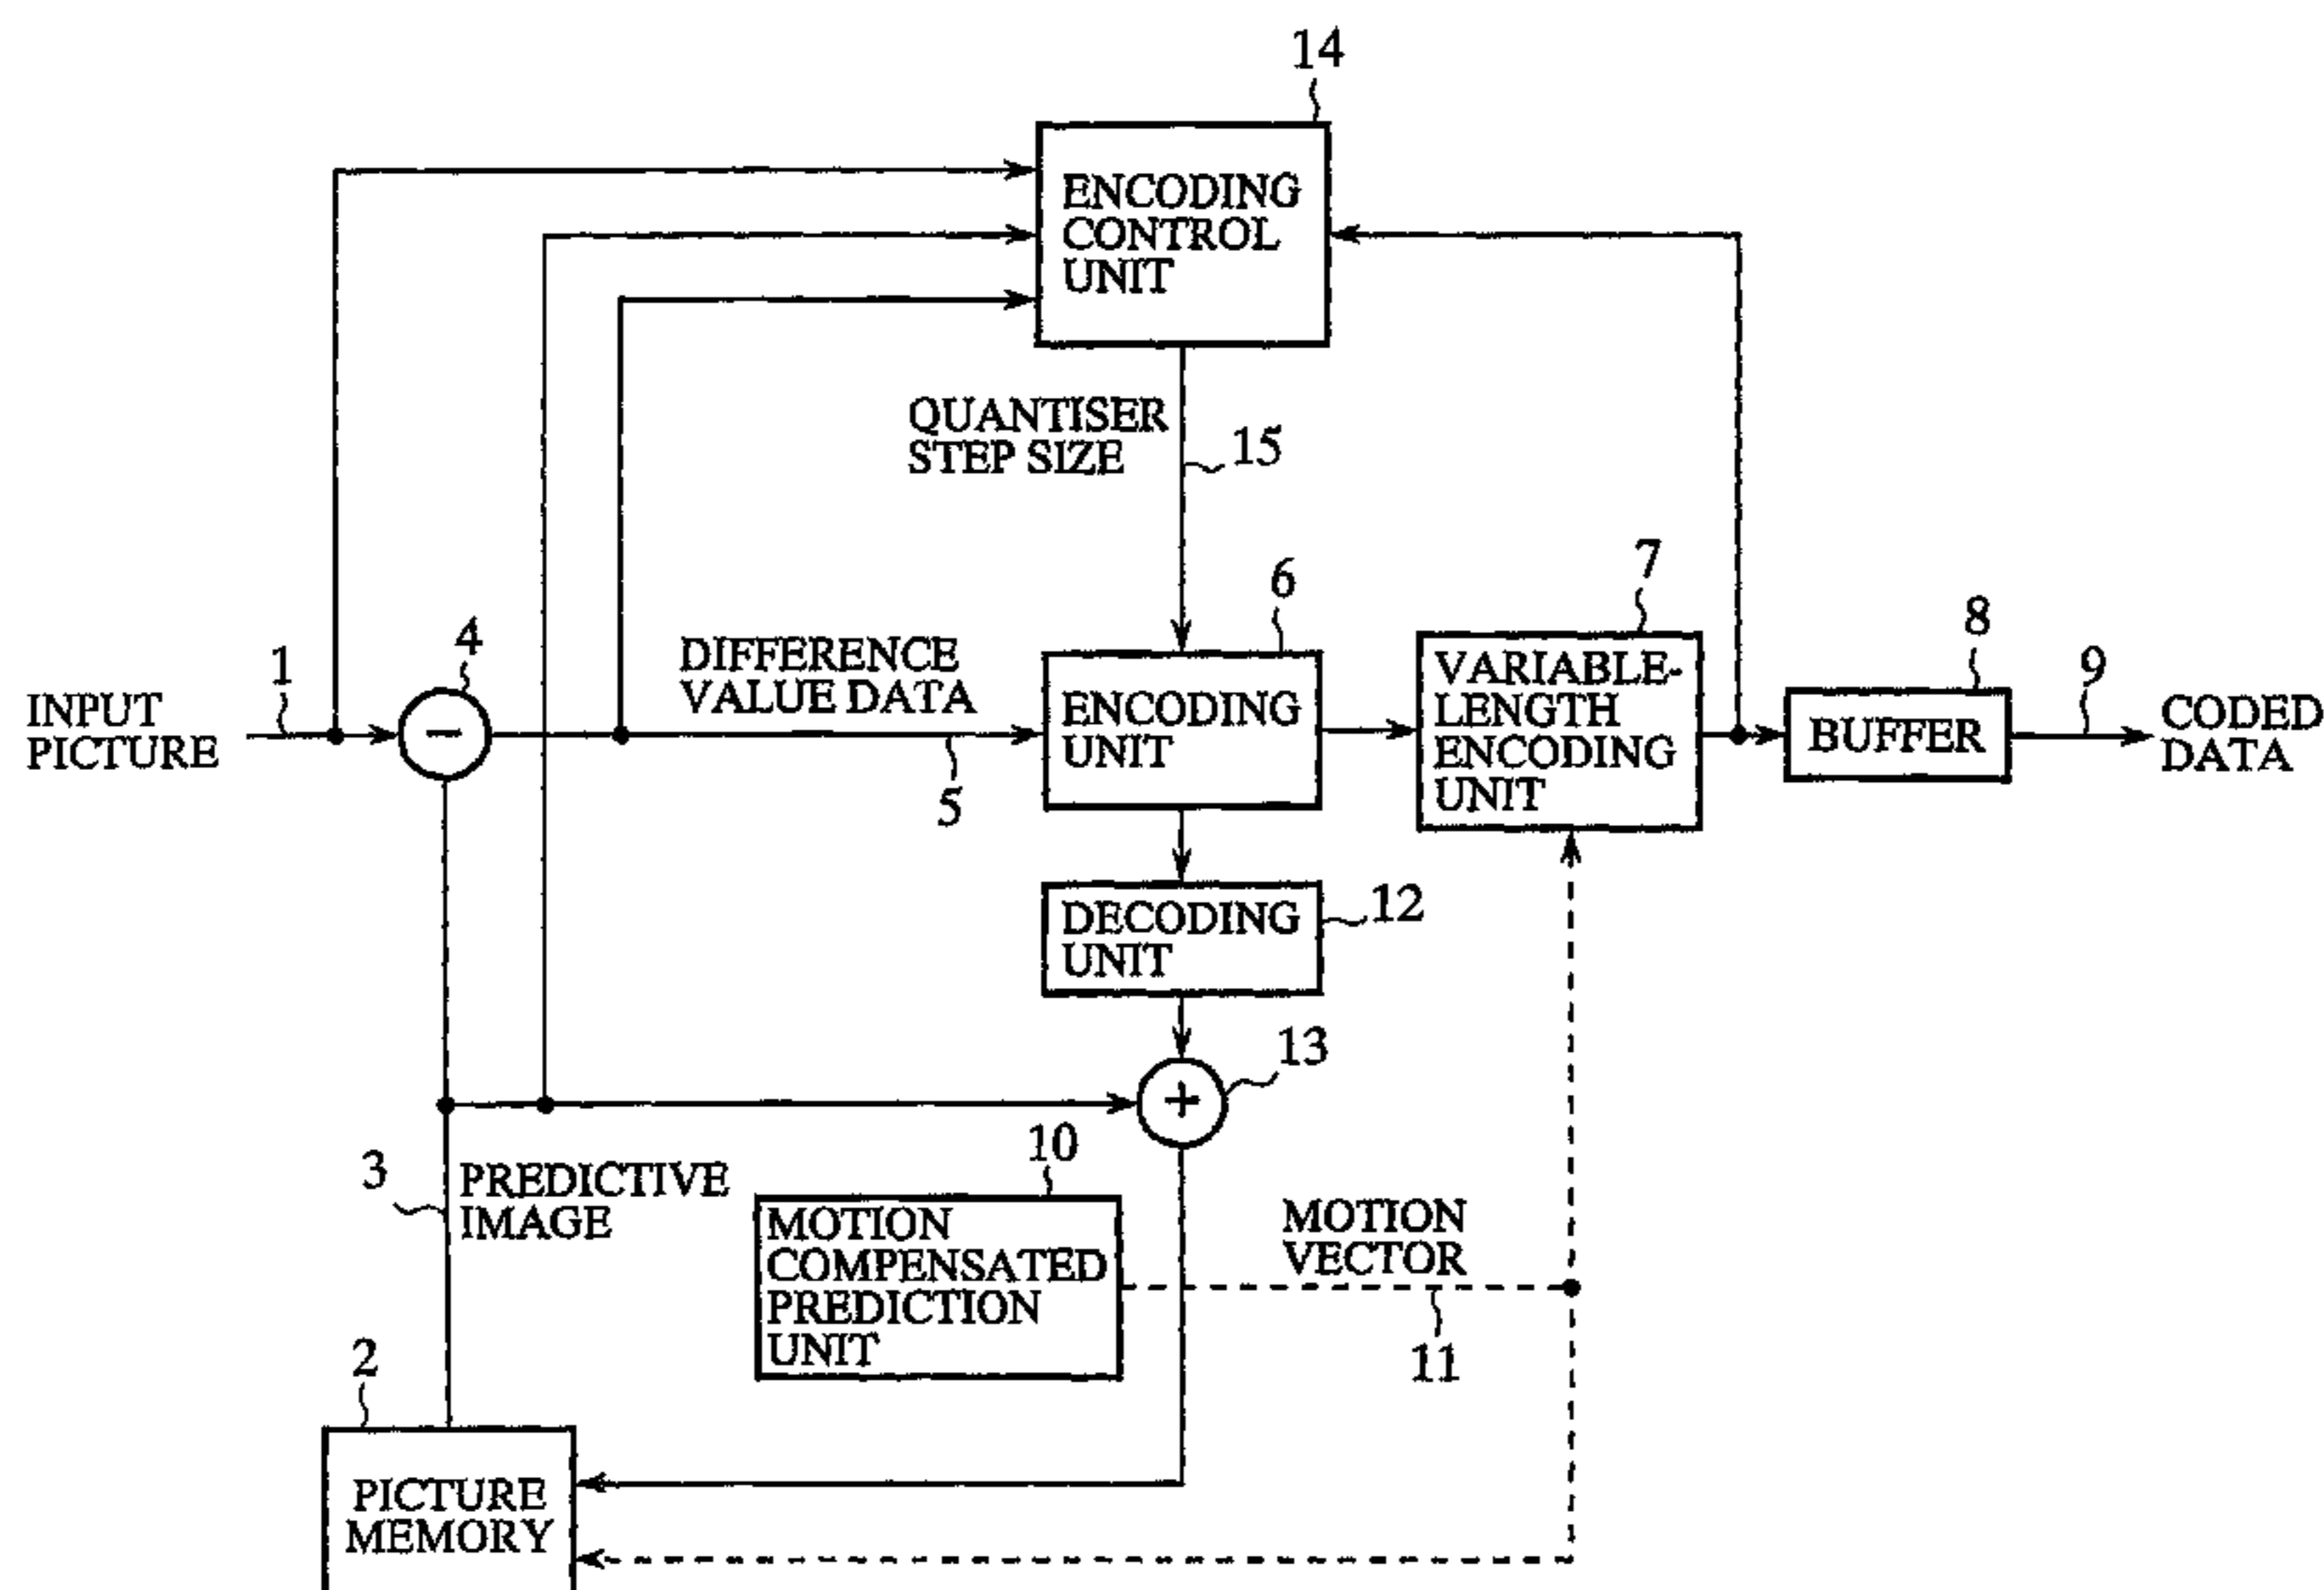 14
ENCODING
CONTROL
UNIT
QUANTISER
STEP SIZE
15
6
7
8
9
4
1
INPUT
PICTURE
−
DIFFERENCE
VALUE DATA
5
ENCODING
UNIT
VARIABLE-
LENGTH
ENCODING
UNIT
BUFFER
CODED
DATA
DECODING
UNIT
12
13
+
3
PREDICTIVE
IMAGE
10
MOTION
COMPENSATED
PREDICTION
UNIT
MOTION
VECTOR
11
2
PICTURE
MEMORY